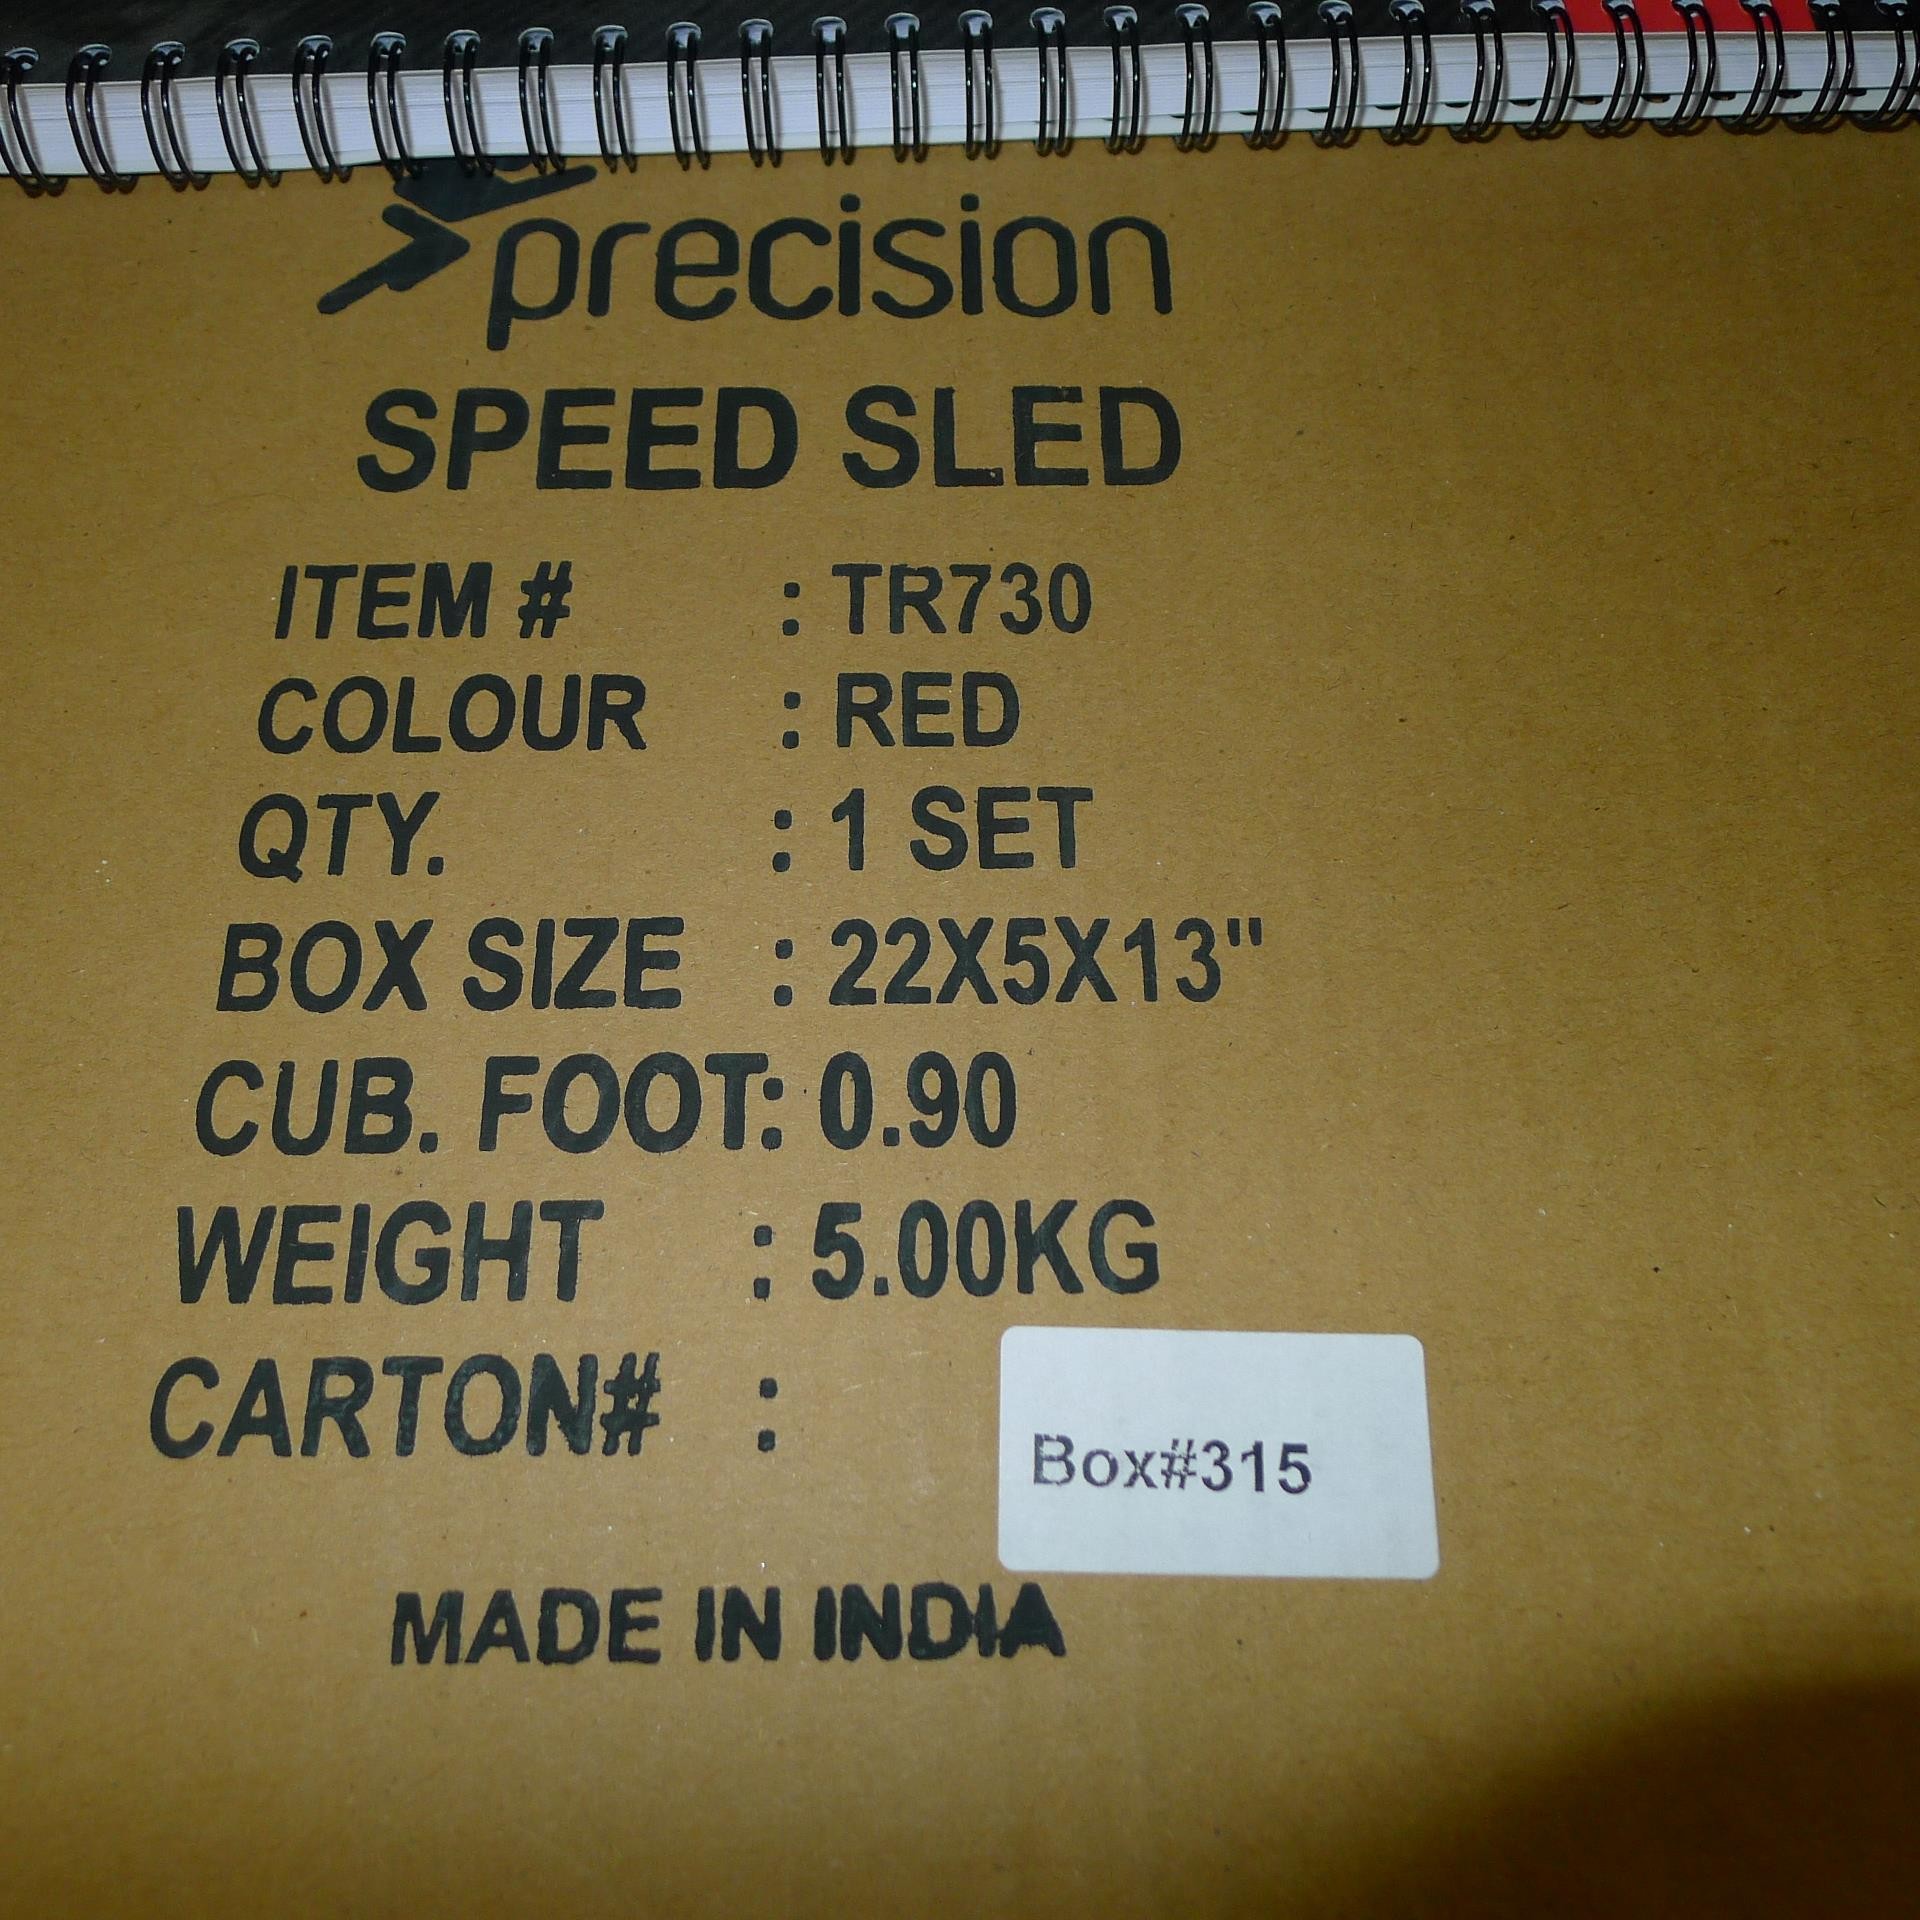 precision
SPEED SLED
ITEM # : TR730
COLOUR : RED
QTY. : 1 SET
BOX SIZE : 22X5X13"
CUB. FOOT: 0.90
WEIGHT : 5.00KG
CARTON# :
Box#315
MADE IN INDIA